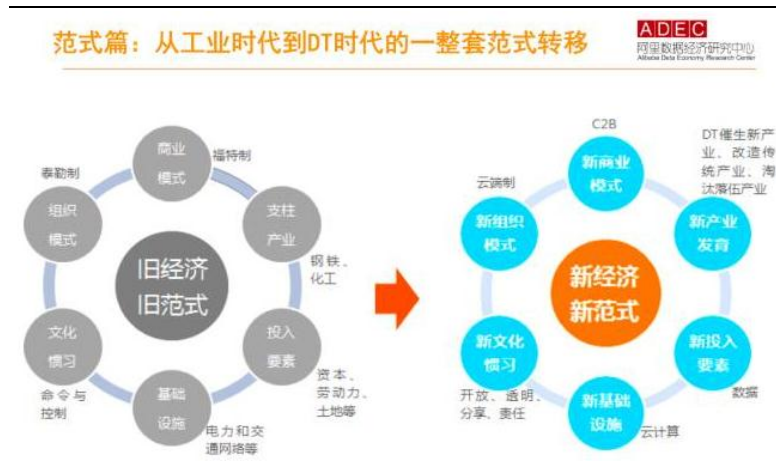 范式篇：从工业时代到DT时代的一整套范式转移
ADEC
阿里数据经济研究中心
Alibaba Data Economy Research Center
商业
模式
福特制
泰勒制
组织
模式
支柱
产业
钢铁、
化工
旧经济
旧范式
文化
惯习
命令与
控制
投入
要素
资本、
劳动力、
土地等
基础
设施
电力和交
通网络等
C2B
新商业
模式
DT催生新产
业、改造传
统产业、淘
汰落伍产业
云端制
新组织
模式
新产业
发育
新经济
新范式
新文化
惯习
开放、透明、
分享、责任
新投入
要素
数据
新基础
设施
云计算